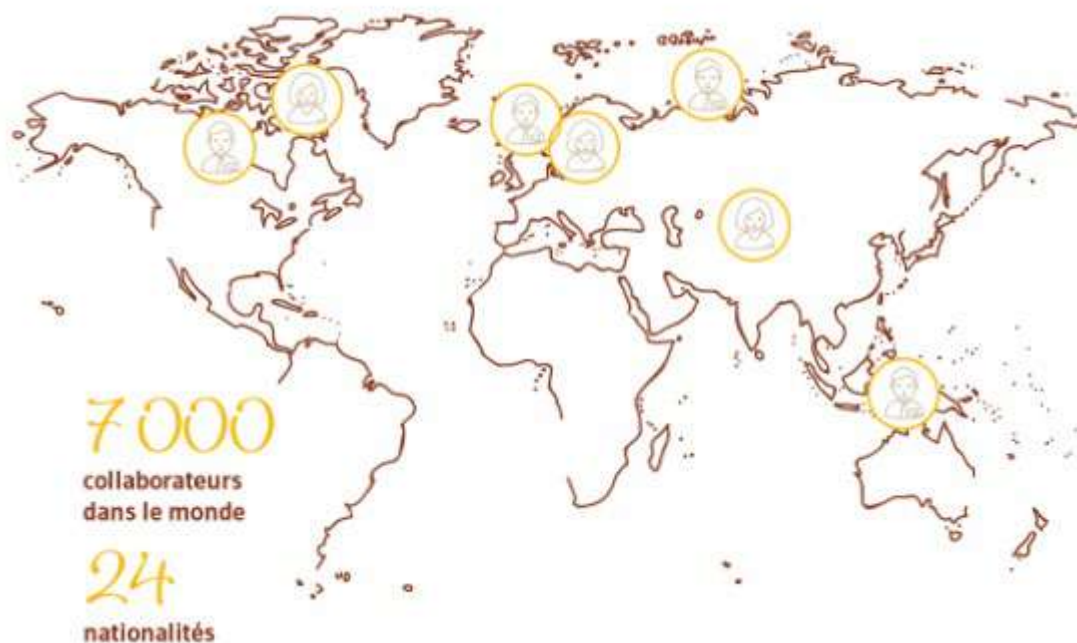 7 000
collaborateurs
dans le monde
24
nationalités